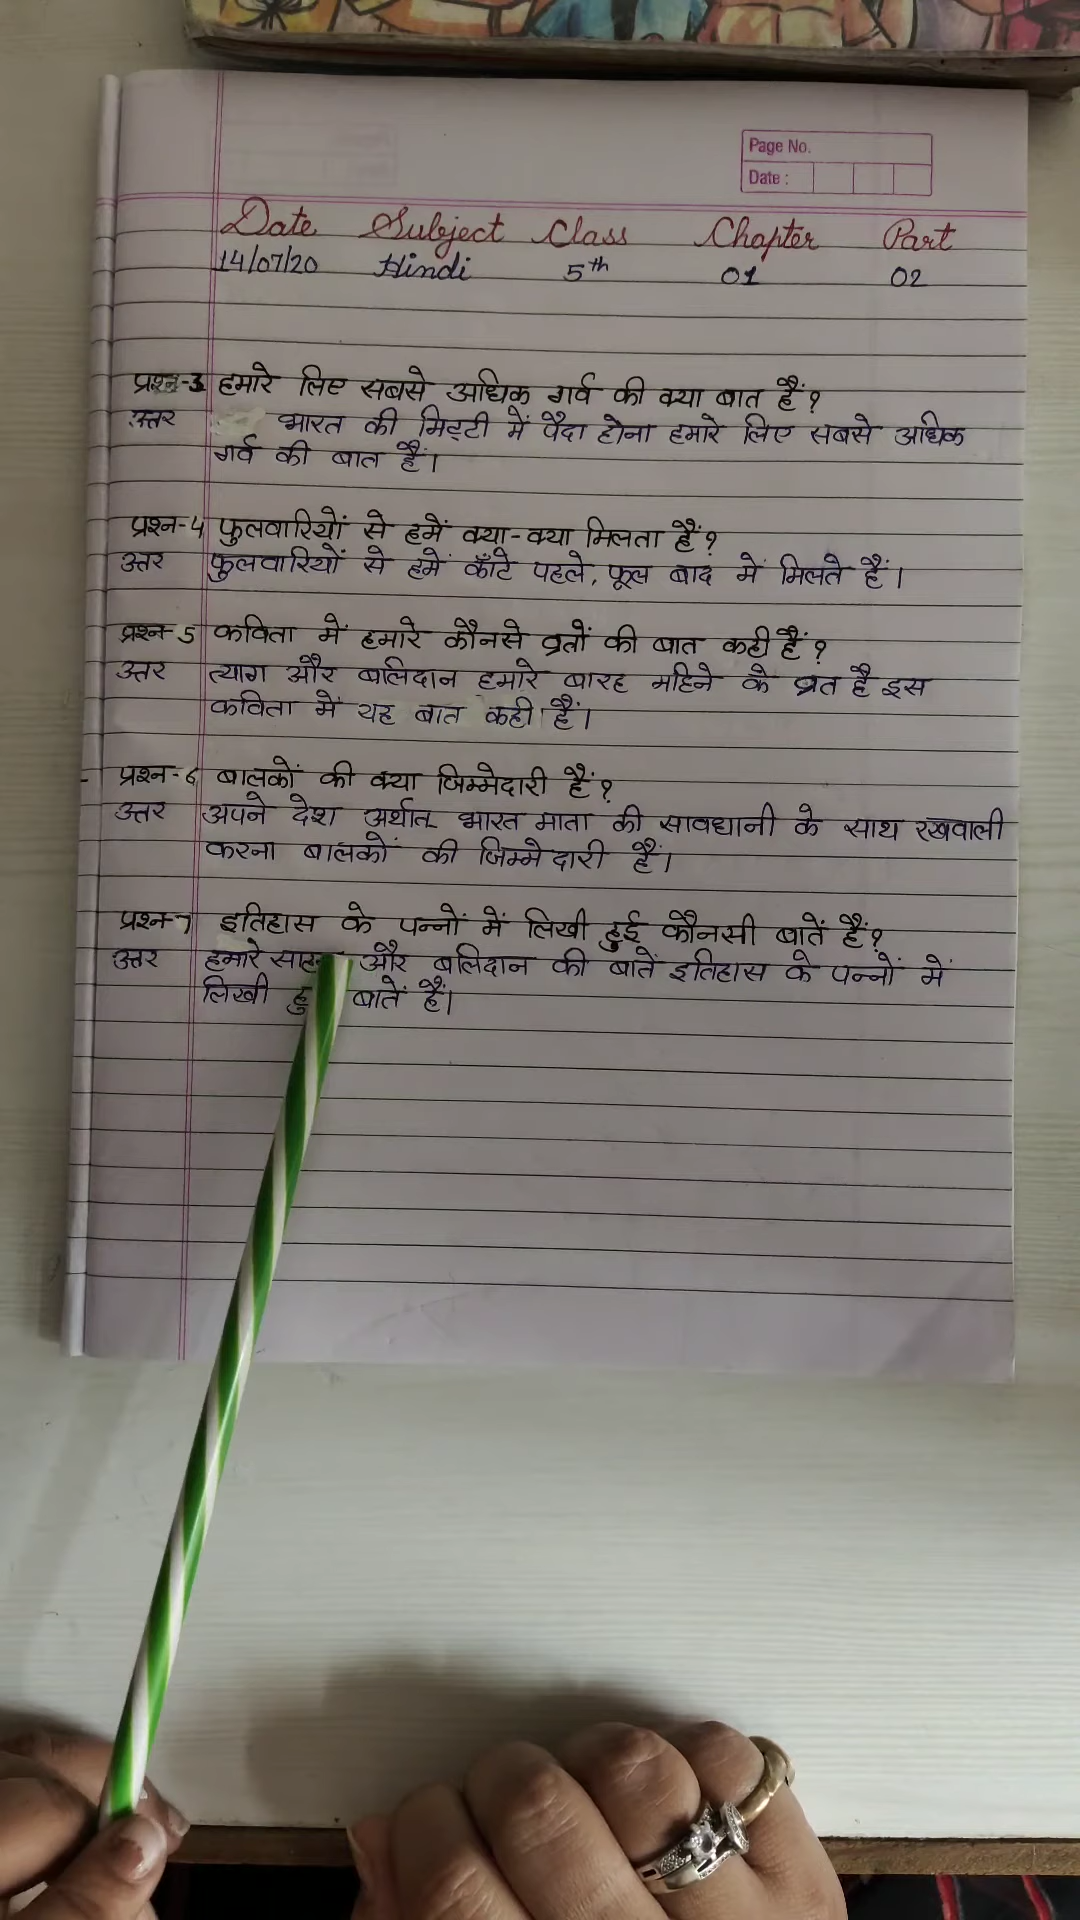 Page No.
Date :
Date Subject Class Chapter Part
14/07/20 Hindi 5th 01 02
प्रश्न-3 हमारे लिए सबसे अधिक गर्व की क्या बात हैं?
उत्तर भारत की मिट्टी में पैदा होना हमारे लिए सबसे अधिक
गर्व की बात हैं।
प्रश्न-4 फुलवारियों से हमें क्या-क्या मिलता हैं?
उत्तर फुलवारियों से हमें काँटे पहले, फूल बाद में मिलते हैं।
प्रश्न-5 कविता में हमारे कौनसे व्रतों की बात कही हैं?
उत्तर त्याग और बलिदान हमारे बारह महिने के व्रत है इस
कविता में यह बात कही हैं।
प्रश्न-6 बालकों की क्या जिम्मेदारी हैं?
उत्तर अपने देश अर्थात् भारत माता की सावधानी के साथ रखवाली
करना बालकों की जिम्मेदारी हैं।
प्रश्न-7 इतिहास के पन्नों में लिखी हुई कौनसी बातें हैं?
उत्तर हमारे और बलिदान की बातें इतिहास के पन्नों में
लिखी बातें हैं।